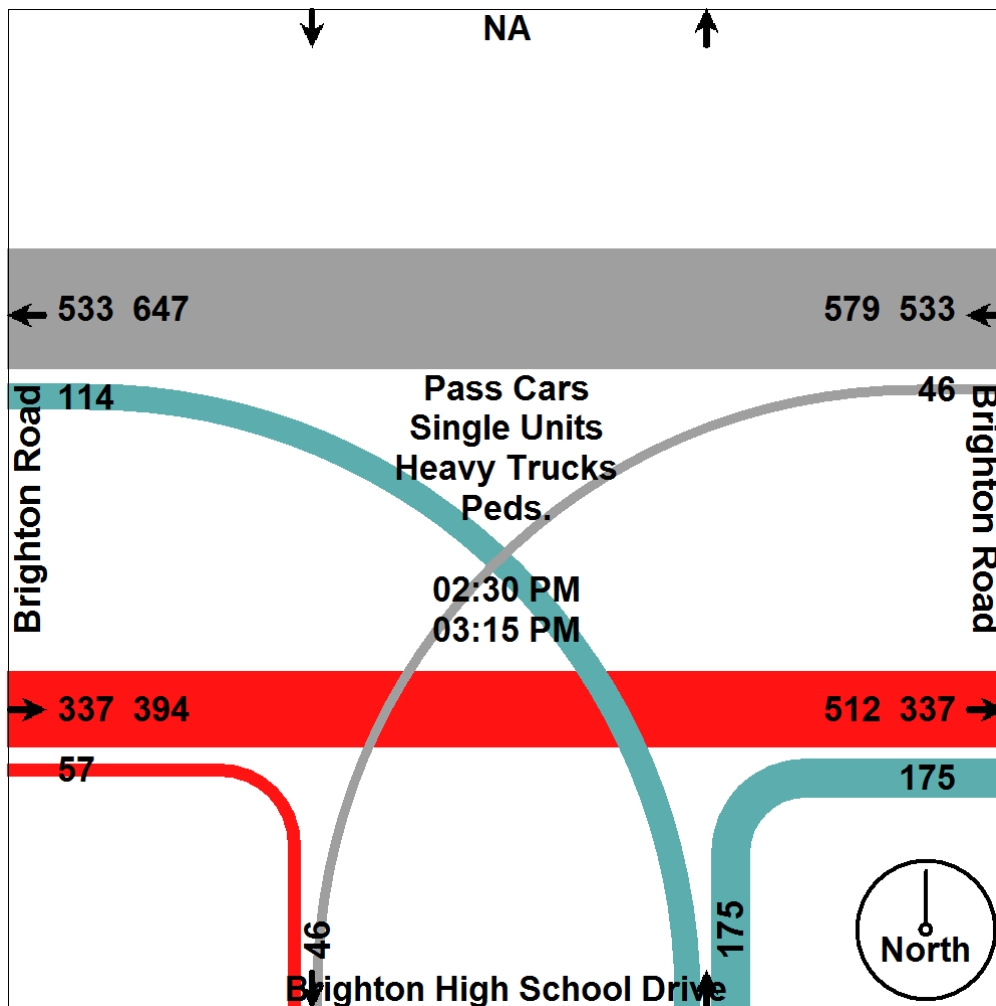 NA
533 647
579 533
114
Pass Cars
46
Single Units
Heavy Trucks
Peds.
Brighton Road
Brighton Road
02:30 PM
03:15 PM
337 394
512 337
57
175
46
175
North
Brighton High School Drive